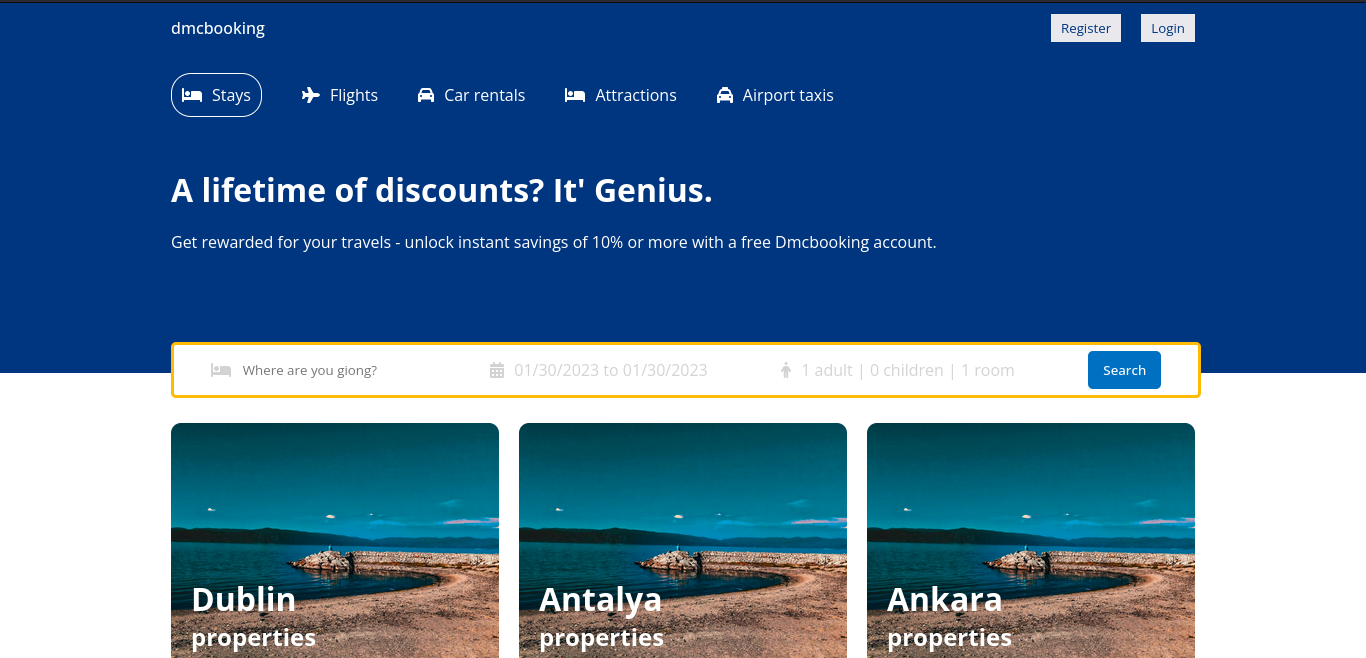 dmcbooking Register Login
Stays Flights Car rentals Attractions Airport taxis
A lifetime of discounts? It' Genius.
Get rewarded for your travels - unlock instant savings of 10% or more with a free Dmcbooking account.
Where are you giong? 01/30/2023 to 01/30/2023 1 adult | 0 children | 1 room Search
Dublin Antalya Ankara
properties properties properties